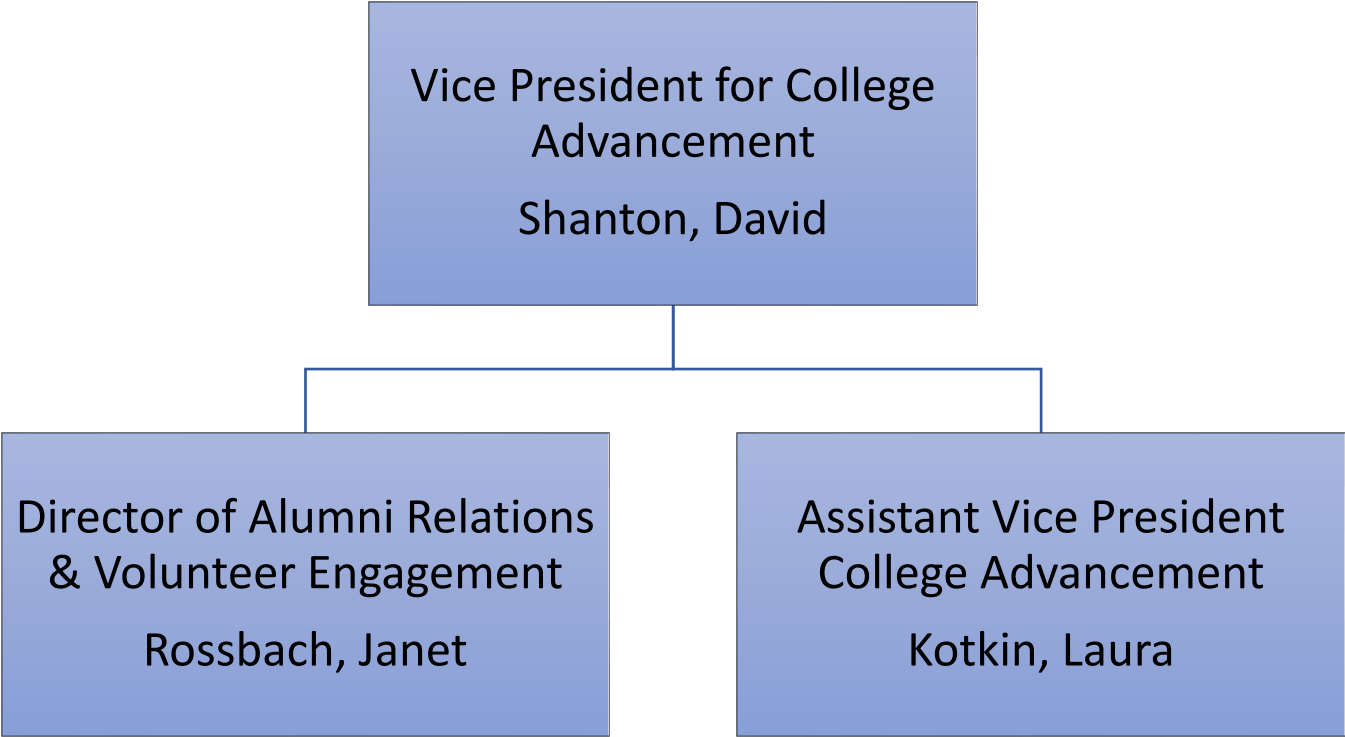 Vice President for College
Advancement
Shanton, David
Director of Alumni Relations
& Volunteer Engagement
Rossbach, Janet
Assistant Vice President
College Advancement
Kotkin, Laura